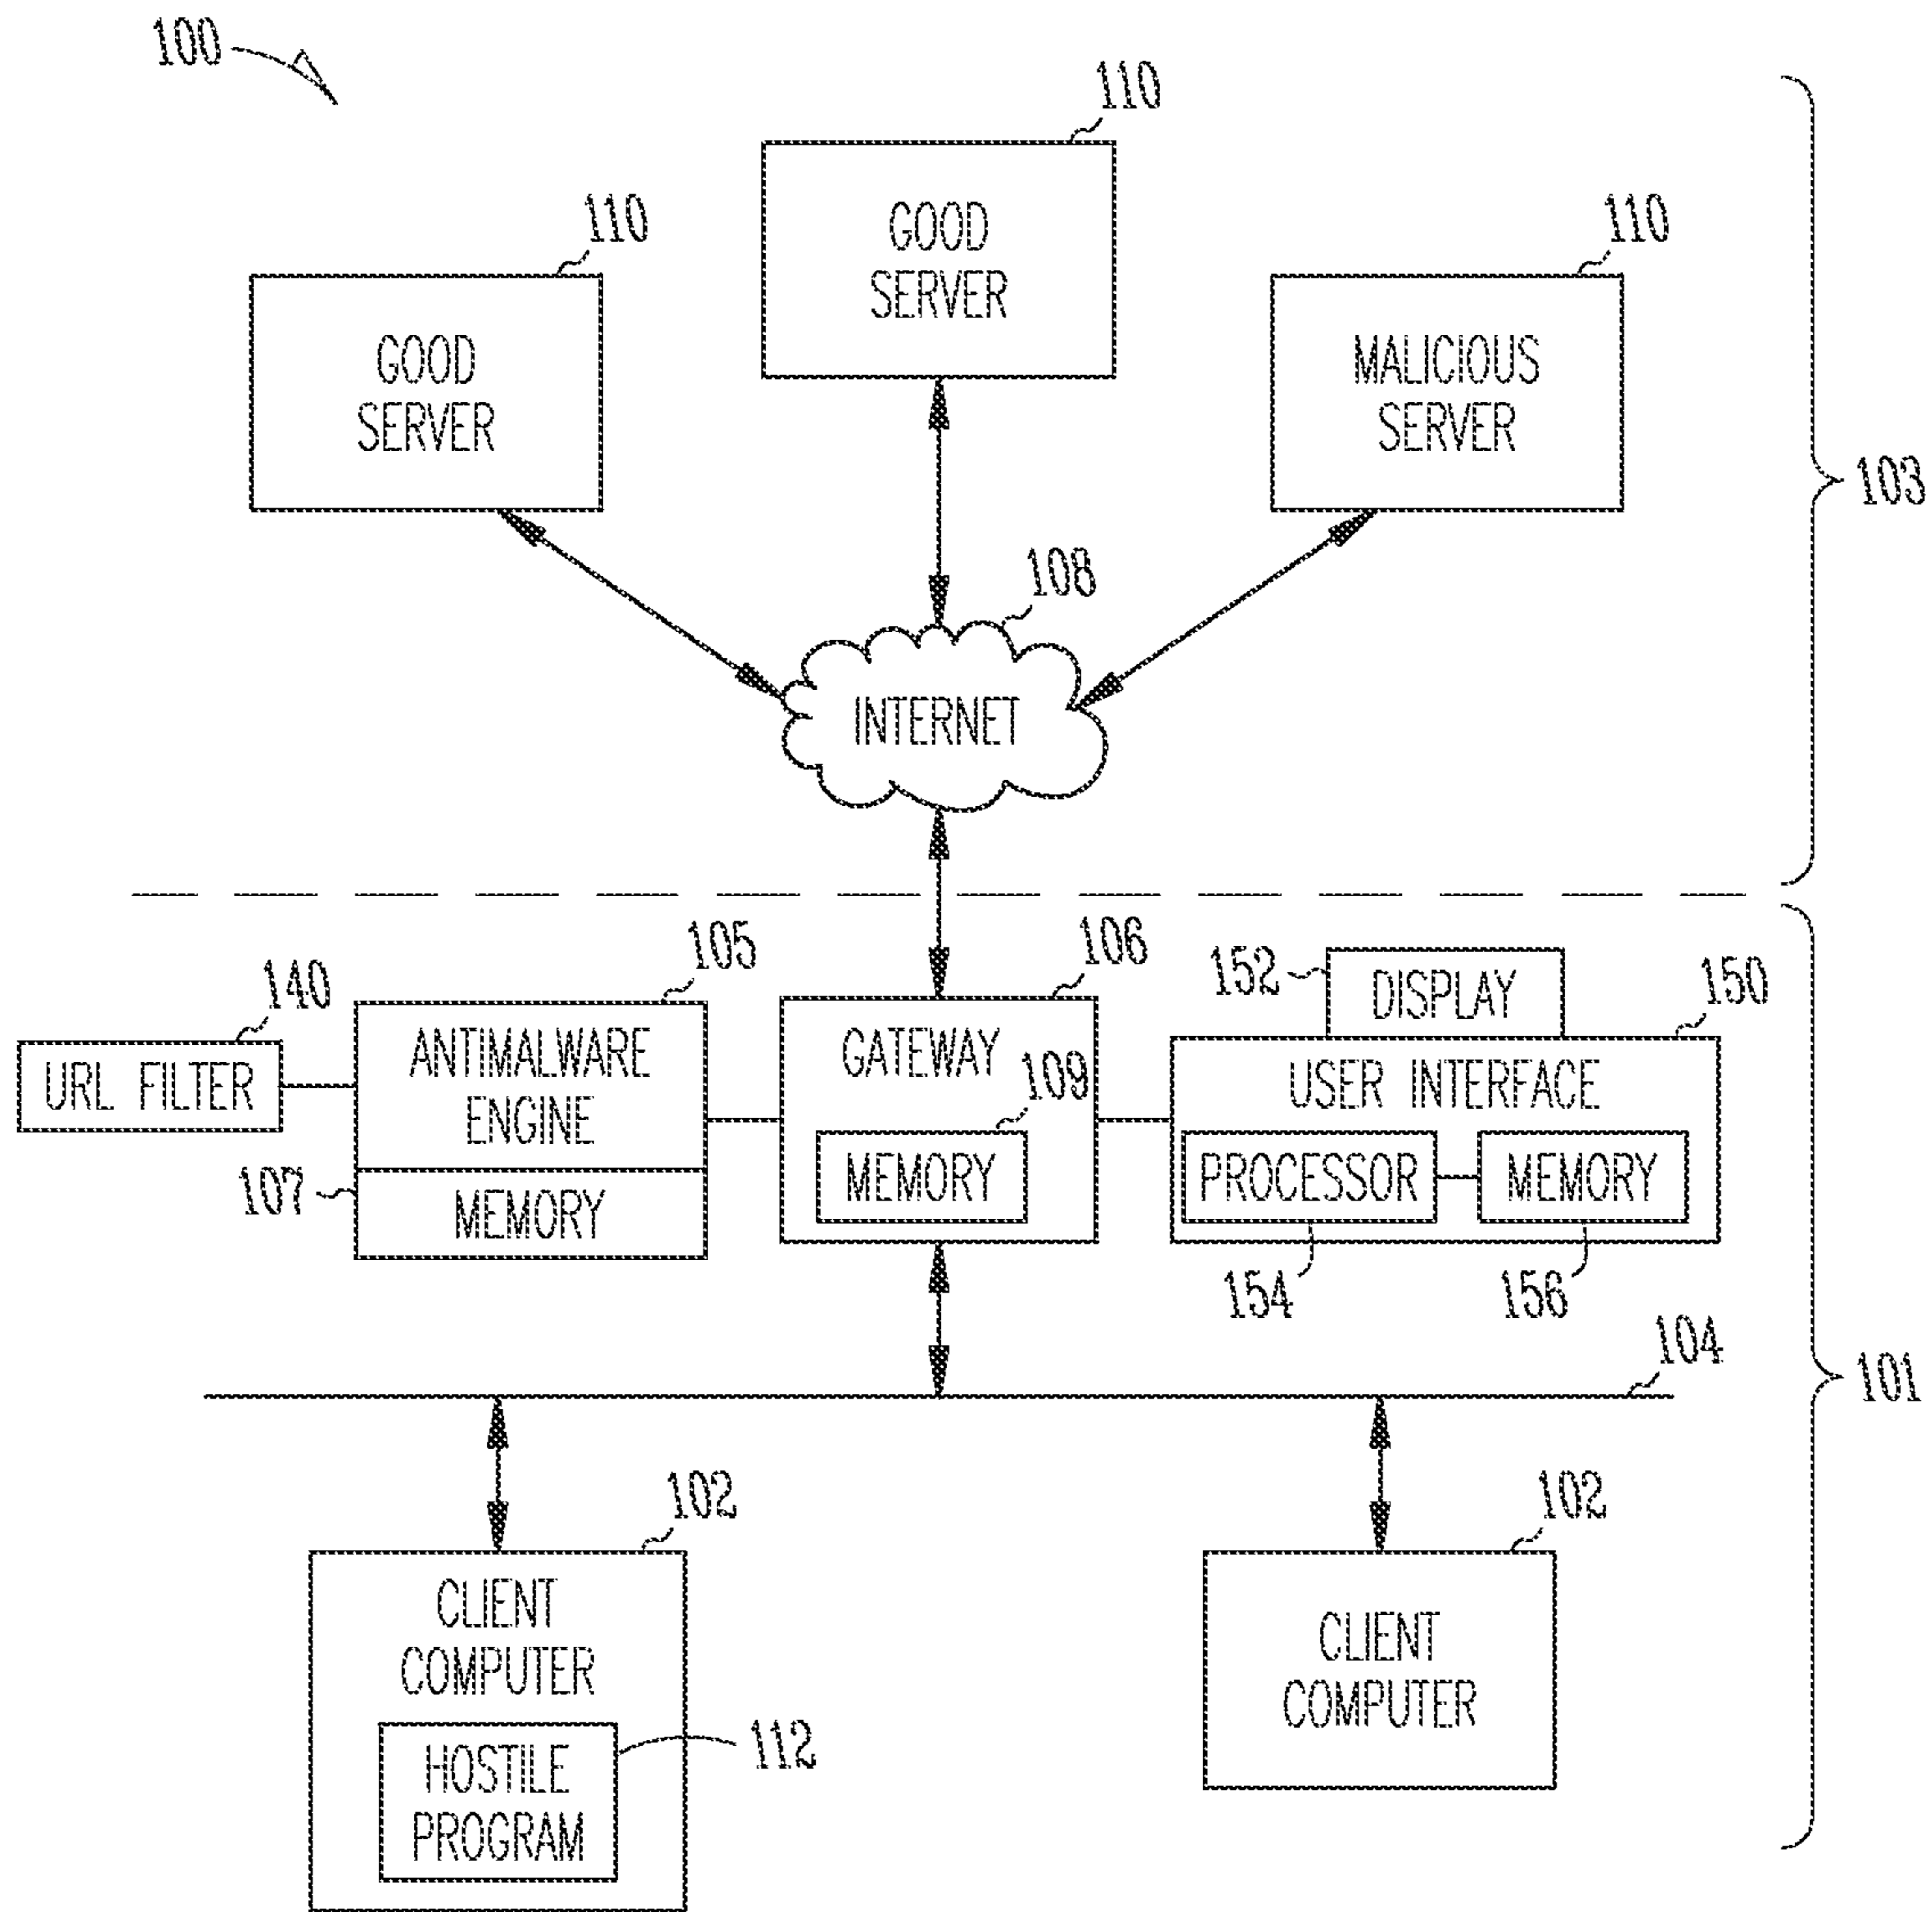 100
110
GOOD
SERVER
110
GOOD
SERVER
110
MALICIOUS
SERVER
103
108
INTERNET
140
URL FILTER
105
ANTIMALWARE
ENGINE
107
MEMORY
106
GATEWAY
109
MEMORY
152
DISPLAY
150
USER INTERFACE
PROCESSOR
MEMORY
154
156
104
101
102
CLIENT
COMPUTER
HOSTILE
PROGRAM
112
102
CLIENT
COMPUTER